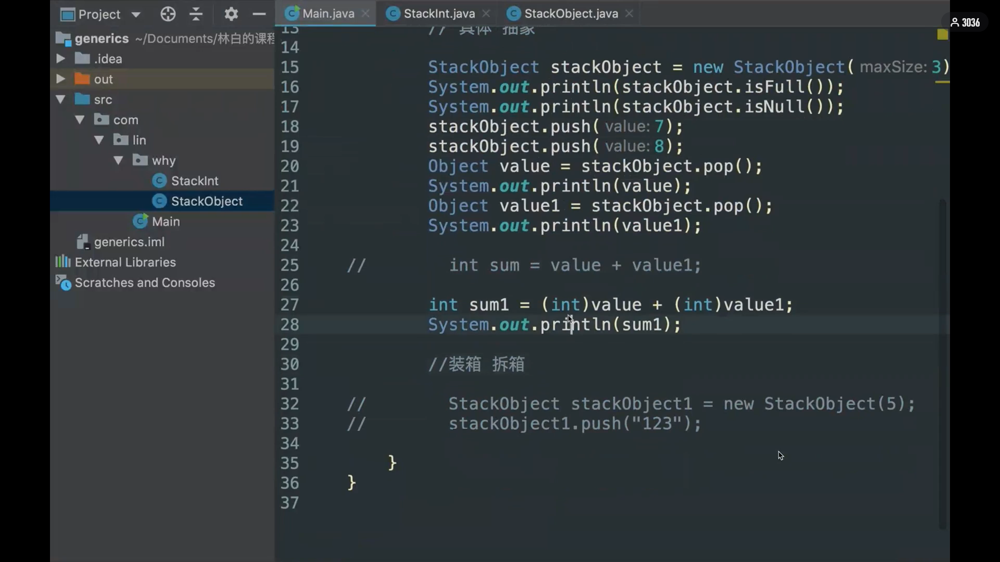 Project
Main.java
StackInt.java
StackObject.java
3036
generics ~/Documents/林白的课程
.idea
out
src
com
lin
why
StackInt
StackObject
Main
generics.iml
External Libraries
Scratches and Consoles
13 // 具体 抽象
14
15 StackObject stackObject = new StackObject( maxSize: 3)
16 System.out.println(stackObject.isFull());
17 System.out.println(stackObject.isNull());
18 stackObject.push( value: 7);
19 stackObject.push( value: 8);
20 Object value = stackObject.pop();
21 System.out.println(value);
22 Object value1 = stackObject.pop();
23 System.out.println(value1);
24
25 // int sum = value + value1;
26
27 int sum1 = (int)value + (int)value1;
28 System.out.println(sum1);
29
30 //装箱 拆箱
31
32 // StackObject stackObject1 = new StackObject(5);
33 // stackObject1.push("123");
34
35 }
36 }
37